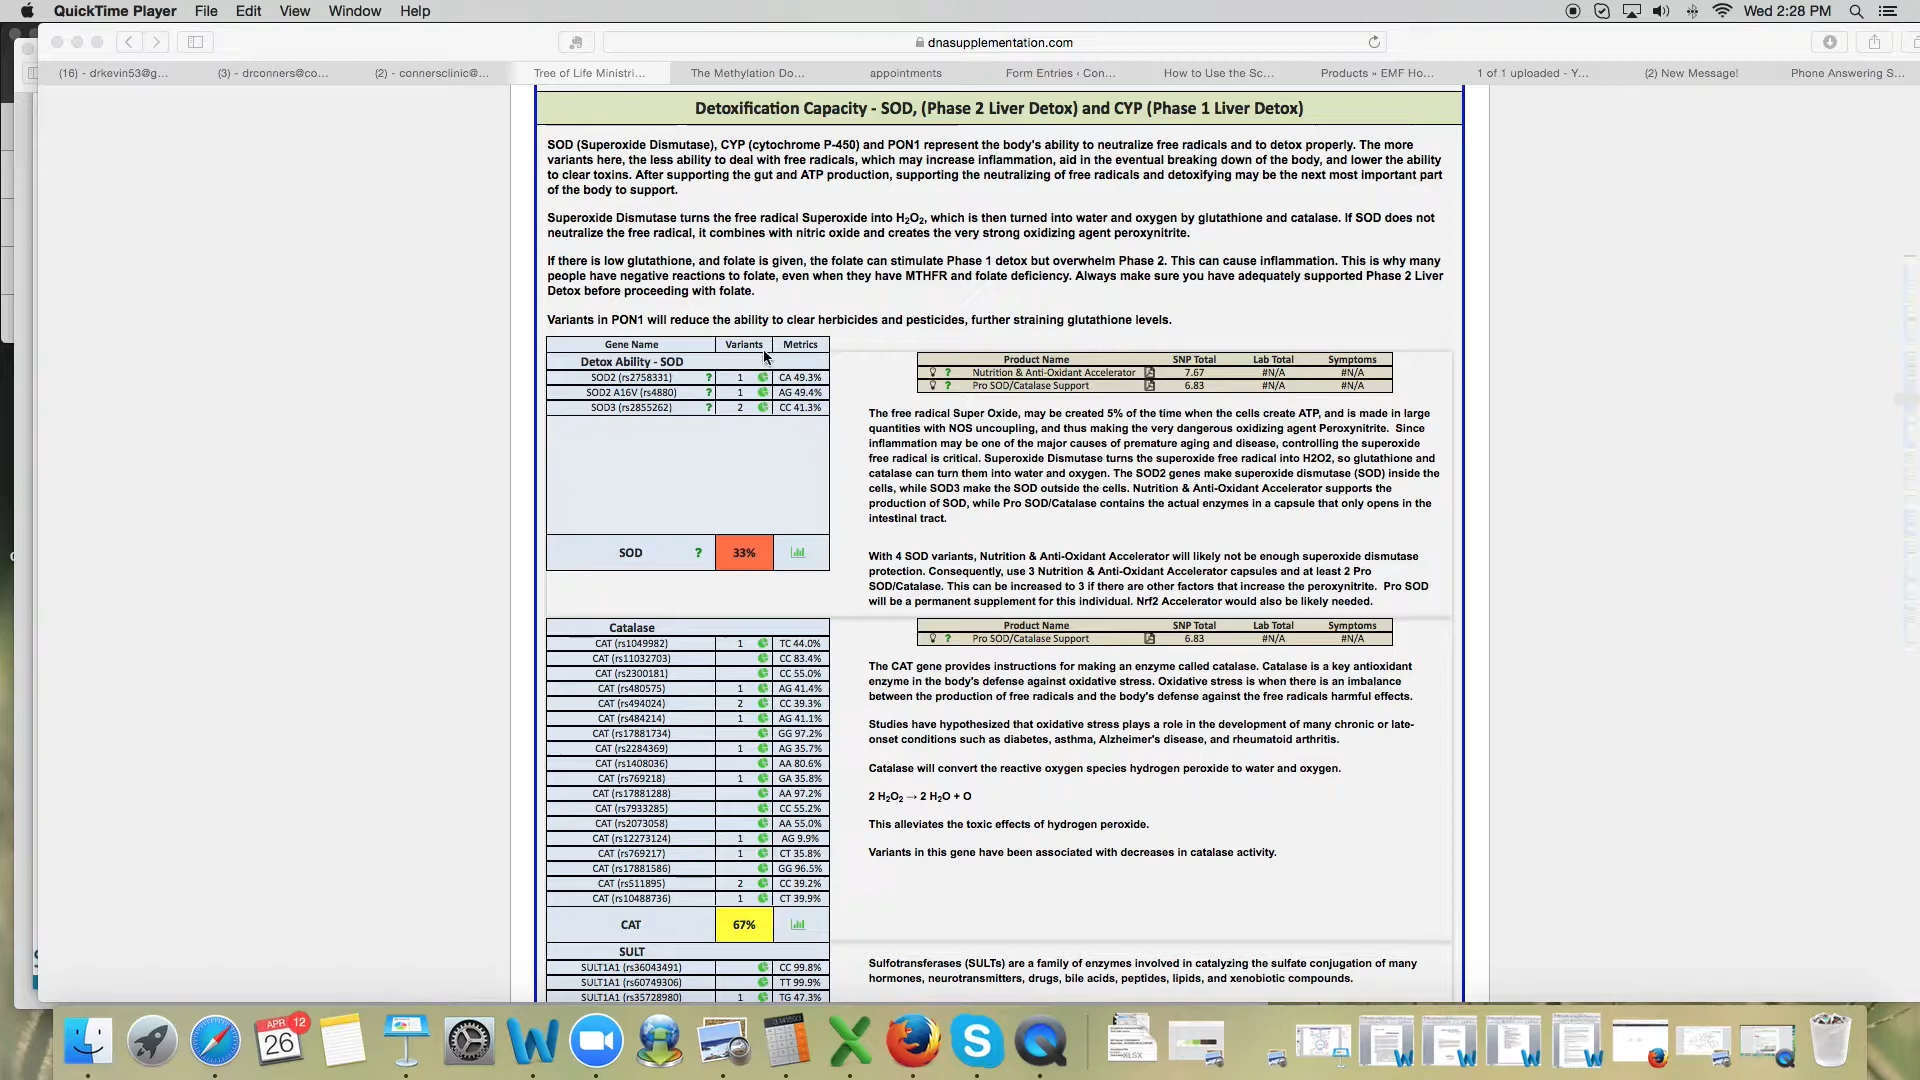 QuickTime Player File Edit View Window Help Wed 2:28 PM
dnasupplementation.com
(16) - drkevin53@g... (3) - drconners@co... (2) - connersclinic@... Tree of Life Ministri... The Methylation Do... appointments Form Entries ‹ Con... How to Use the Sc... Products » EMF Ho... 1 of 1 uploaded - Y... (2) New Message! Phone Answering S...
Detoxification Capacity - SOD, (Phase 2 Liver Detox) and CYP (Phase 1 Liver Detox)
SOD (Superoxide Dismutase), CYP (cytochrome P-450) and PON1 represent the body's ability to neutralize free radicals and to detox properly. The more
variants here, the less ability to deal with free radicals, which may increase inflammation, aid in the eventual breaking down of the body, and lower the ability
to clear toxins. After supporting the gut and ATP production, supporting the neutralizing of free radicals and detoxifying may be the next most important part
of the body to support.
Superoxide Dismutase turns the free radical Superoxide into H₂O₂, which is then turned into water and oxygen by glutathione and catalase. If SOD does not
neutralize the free radical, it combines with nitric oxide and creates the very strong oxidizing agent peroxynitrite.
If there is low glutathione, and folate is given, the folate can stimulate Phase 1 detox but overwhelm Phase 2. This can cause inflammation. This is why many
people have negative reactions to folate, even when they have MTHFR and folate deficiency. Always make sure you have adequately supported Phase 2 Liver
Detox before proceeding with folate.
Variants in PON1 will reduce the ability to clear herbicides and pesticides, further straining glutathione levels.
Gene Name Variants Metrics
Detox Ability - SOD
SOD2 (rs2758331) ? 1 CA 49.3%
SOD2 A16V (rs4880) ? 1 AG 49.4%
SOD3 (rs2855262) ? 2 CC 41.3%
SOD ? 33%
Product Name SNP Total Lab Total Symptoms
? Nutrition & Anti-Oxidant Accelerator 7.67 #N/A #N/A
? Pro SOD/Catalase Support 6.83 #N/A #N/A
The free radical Super Oxide, may be created 5% of the time when the cells create ATP, and is made in large
quantities with NOS uncoupling, and thus making the very dangerous oxidizing agent Peroxynitrite. Since
inflammation may be one of the major causes of premature aging and disease, controlling the superoxide
free radical is critical. Superoxide Dismutase turns the superoxide free radical into H2O2, so glutathione and
catalase can turn them into water and oxygen. The SOD2 genes make superoxide dismutase (SOD) inside the
cells, while SOD3 make the SOD outside the cells. Nutrition & Anti-Oxidant Accelerator supports the
production of SOD, while Pro SOD/Catalase contains the actual enzymes in a capsule that only opens in the
intestinal tract.
With 4 SOD variants, Nutrition & Anti-Oxidant Accelerator will likely not be enough superoxide dismutase
protection. Consequently, use 3 Nutrition & Anti-Oxidant Accelerator capsules and at least 2 Pro
SOD/Catalase. This can be increased to 3 if there are other factors that increase the peroxynitrite. Pro SOD
will be a permanent supplement for this individual. Nrf2 Accelerator would also be likely needed.
Catalase
CAT (rs1049982) 1 TC 44.0%
CAT (rs11032703) CC 83.4%
CAT (rs2300181) CC 55.0%
CAT (rs480575) 1 AG 41.4%
CAT (rs494024) 2 CC 39.3%
CAT (rs484214) 1 AG 41.1%
CAT (rs17881734) GG 97.2%
CAT (rs2284369) 1 AG 35.7%
CAT (rs1408036) AA 80.6%
CAT (rs769218) 1 GA 35.8%
CAT (rs17881288) AA 97.2%
CAT (rs7933285) CC 55.2%
CAT (rs2073058) AA 55.0%
CAT (rs12273124) 1 AG 9.9%
CAT (rs769217) 1 CT 35.8%
CAT (rs17881586) GG 96.5%
CAT (rs511895) 2 CC 39.2%
CAT (rs10488736) 1 CT 39.9%
CAT 67%
Product Name SNP Total Lab Total Symptoms
? Pro SOD/Catalase Support 6.83 #N/A #N/A
The CAT gene provides instructions for making an enzyme called catalase. Catalase is a key antioxidant
enzyme in the body's defense against oxidative stress. Oxidative stress is when there is an imbalance
between the production of free radicals and the body's defense against the free radicals harmful effects.
Studies have hypothesized that oxidative stress plays a role in the development of many chronic or late-
onset conditions such as diabetes, asthma, Alzheimer's disease, and rheumatoid arthritis.
Catalase will convert the reactive oxygen species hydrogen peroxide to water and oxygen.
2 H₂O₂ → 2 H₂O + O
This alleviates the toxic effects of hydrogen peroxide.
Variants in this gene have been associated with decreases in catalase activity.
SULT
SULT1A1 (rs36043491) CC 99.8%
SULT1A1 (rs60749306) TT 99.9%
SULT1A1 (rs35728980) 1 TG 47.3%
Sulfotransferases (SULTs) are a family of enzymes involved in catalyzing the sulfate conjugation of many
hormones, neurotransmitters, drugs, bile acids, peptides, lipids, and xenobiotic compounds.
APR 12
26
XLSX